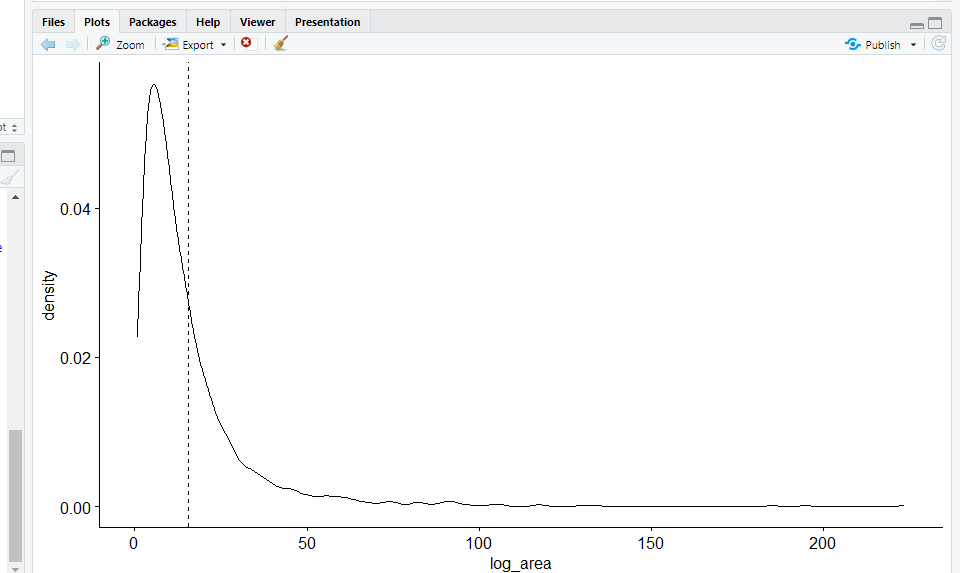 Files Plots Packages Help Viewer Presentation
Zoom Export Publish
0.04
0.02
0.00
density
0 50 100 150 200
log_area